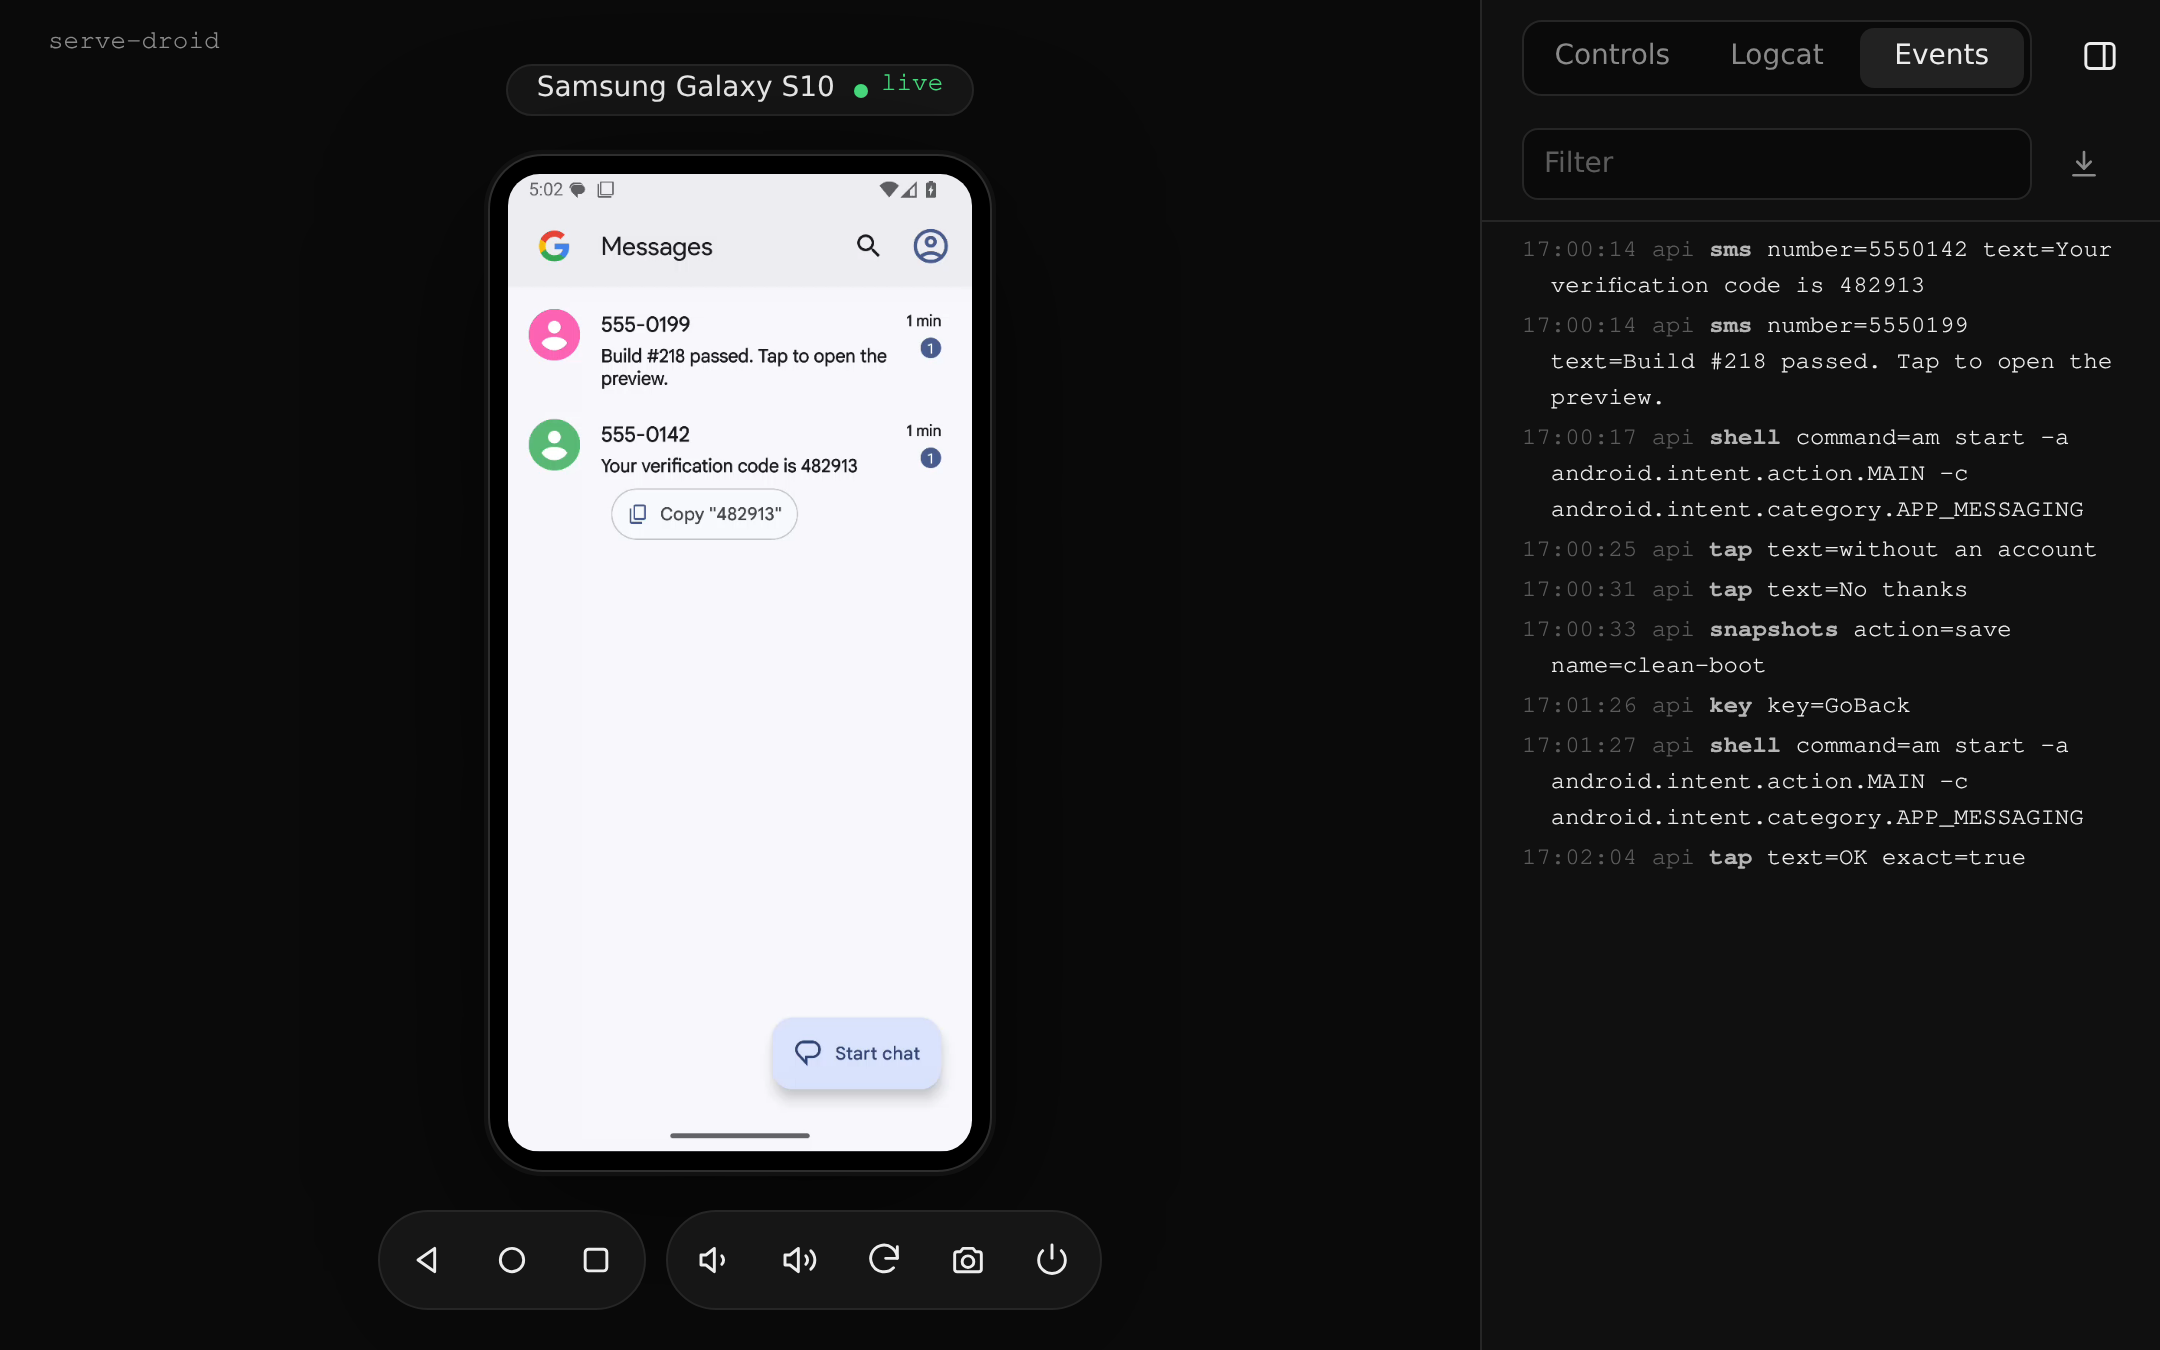 serve-droid
Samsung Galaxy S10 live
5:02
Messages
555-0199
1 min
Build #218 passed. Tap to open the
1
preview.
555-0142
1 min
Your verification code is 482913
1
Copy "482913"
Start chat
Controls Logcat Events
Filter
17:00:14 api sms number=5550142 text=Your
verification code is 482913
17:00:14 api sms number=5550199
text=Build #218 passed. Tap to open the
preview.
17:00:17 api shell command=am start -a
android.intent.action.MAIN -c
android.intent.category.APP_MESSAGING
17:00:25 api tap text=without an account
17:00:31 api tap text=No thanks
17:00:33 api snapshots action=save
name=clean-boot
17:01:26 api key key=GoBack
17:01:27 api shell command=am start -a
android.intent.action.MAIN -c
android.intent.category.APP_MESSAGING
17:02:04 api tap text=OK exact=true